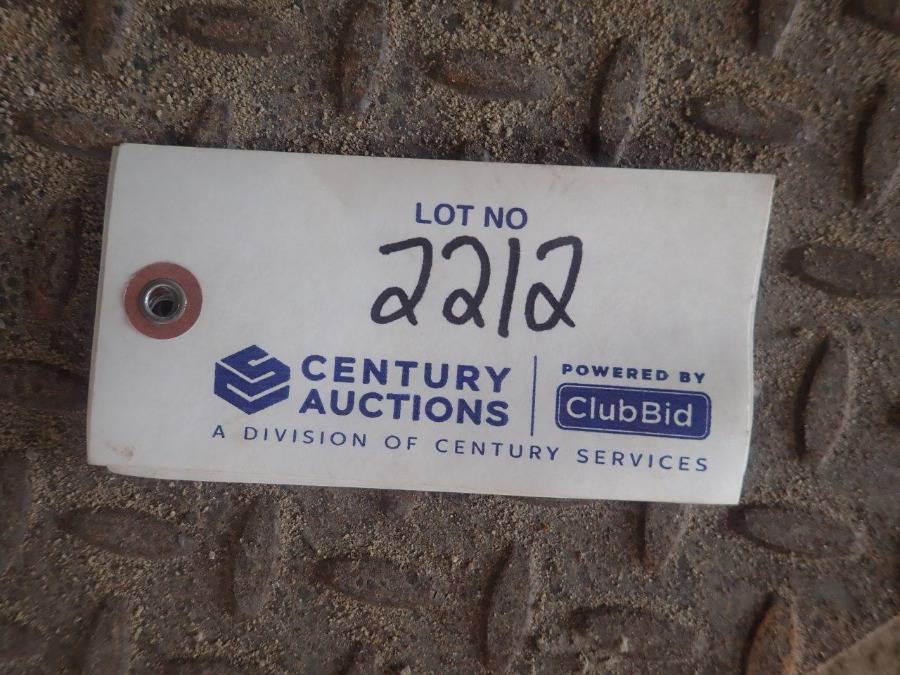 LOT NO
2212
CENTURY
AUCTIONS
POWERED BY
ClubBid
A DIVISION OF CENTURY SERVICES